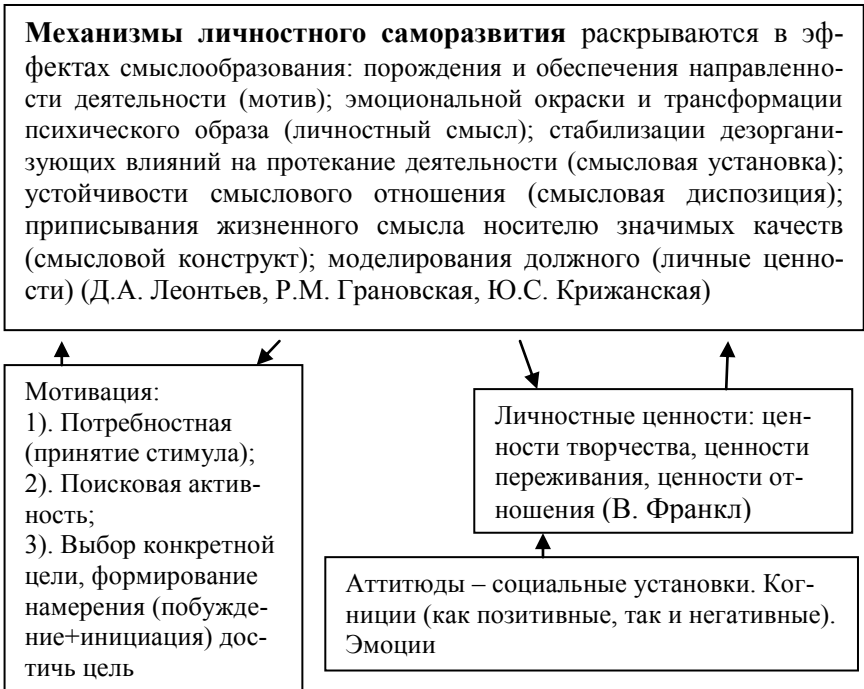 Механизмы личностного саморазвития раскрываются в эф-
фектах смыслообразования: порождения и обеспечения направленно-
сти деятельности (мотив); эмоциональной окраски и трансформации
психического образа (личностный смысл); стабилизации дезоргани-
зующих влияний на протекание деятельности (смысловая установка);
устойчивости смыслового отношения (смысловая диспозиция);
приписывания жизненного смысла носителю значимых качеств
(смысловой конструкт); моделирования должного (личные ценно-
сти) (Д.А. Леонтьев, Р.М. Грановская, Ю.С. Крижанская)
Мотивация:
1). Потребностная
(принятие стимула);
2). Поисковая актив-
ность;
3). Выбор конкретной
цели, формирование
намерения (побужде-
ние+инициация) дос-
тичь цель
Личностные ценности: цен-
ности творчества, ценности
переживания, ценности от-
ношения (В. Франкл)
Аттитюды – социальные установки. Ког-
ниции (как позитивные, так и негативные).
Эмоции